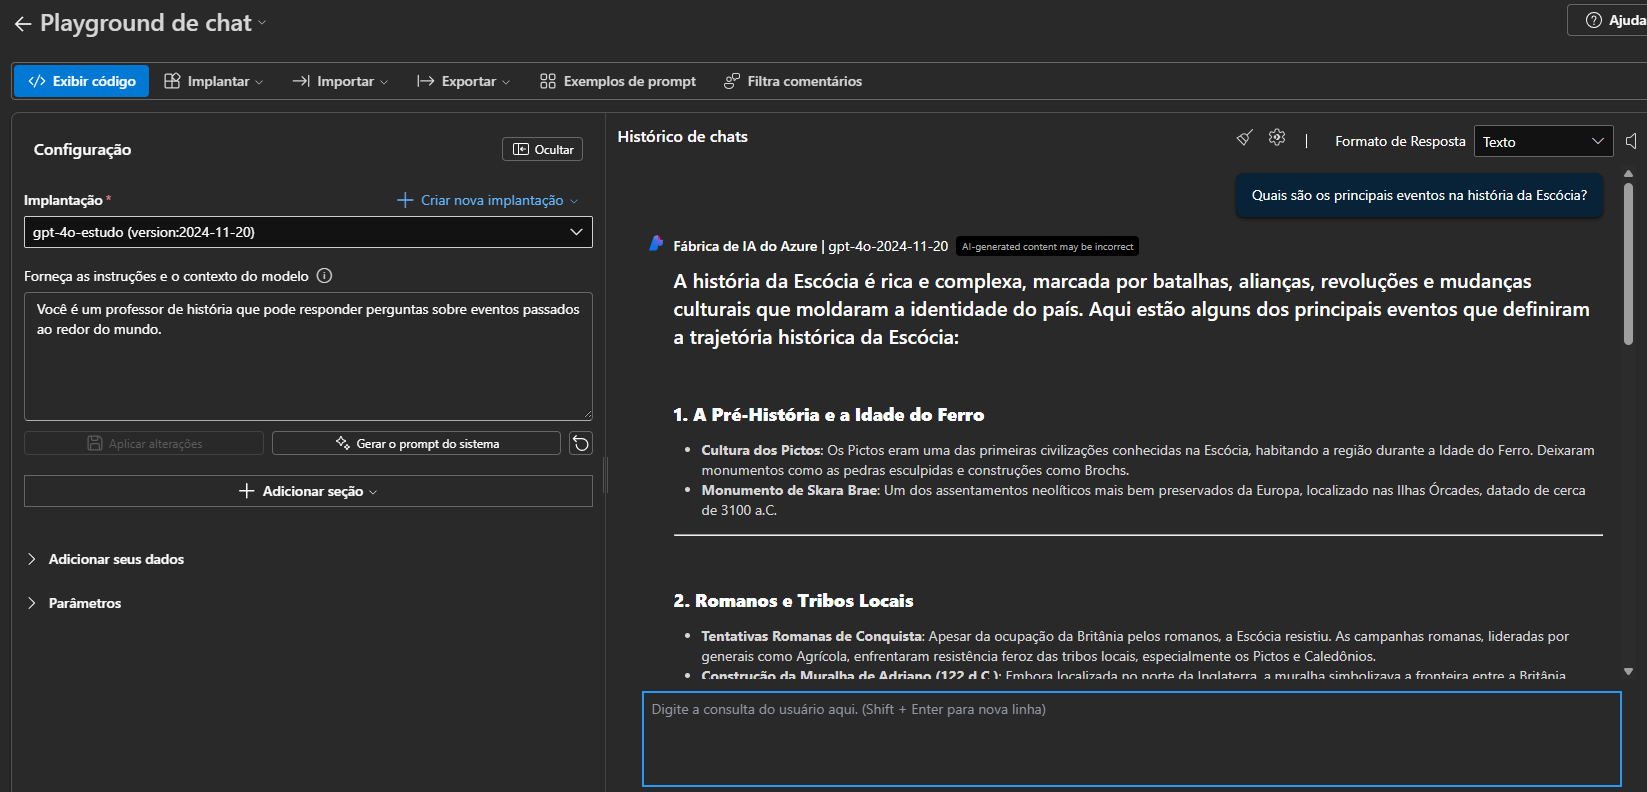 Playground de chat
Ajuda
Exibir código
Implantar
Importar
Exportar
Exemplos de prompt
Filtra comentários
Configuração
Ocultar
Implantação *
Criar nova implantação
gpt-4o-estudo (version:2024-11-20)
Forneça as instruções e o contexto do modelo
Você é um professor de história que pode responder perguntas sobre eventos passados
ao redor do mundo.
Aplicar alterações
Gerar o prompt do sistema
Adicionar seção
Adicionar seus dados
Parâmetros
Histórico de chats
Formato de Resposta
Texto
Quais são os principais eventos na história da Escócia?
Fábrica de IA do Azure | gpt-4o-2024-11-20
AI-generated content may be incorrect
A história da Escócia é rica e complexa, marcada por batalhas, alianças, revoluções e mudanças
culturais que moldaram a identidade do país. Aqui estão alguns dos principais eventos que definiram
a trajetória histórica da Escócia:
1. A Pré-História e a Idade do Ferro
• Cultura dos Pictos: Os Pictos eram uma das primeiras civilizações conhecidas na Escócia, habitando a região durante a Idade do Ferro. Deixaram
monumentos como as pedras esculpidas e construções como Brochs.
• Monumento de Skara Brae: Um dos assentamentos neolíticos mais bem preservados da Europa, localizado nas Ilhas Órcades, datado de cerca
de 3100 a.C.
2. Romanos e Tribos Locais
• Tentativas Romanas de Conquista: Apesar da ocupação da Britânia pelos romanos, a Escócia resistiu. As campanhas romanas, lideradas por
generais como Agrícola, enfrentaram resistência feroz das tribos locais, especialmente os Pictos e Caledônios.
• Construção da Muralha de Adriano (122 d.C.): Embora localizada no norte da Inglaterra, a muralha simbolizava a fronteira entre a Britânia
Digite a consulta do usuário aqui. (Shift + Enter para nova linha)